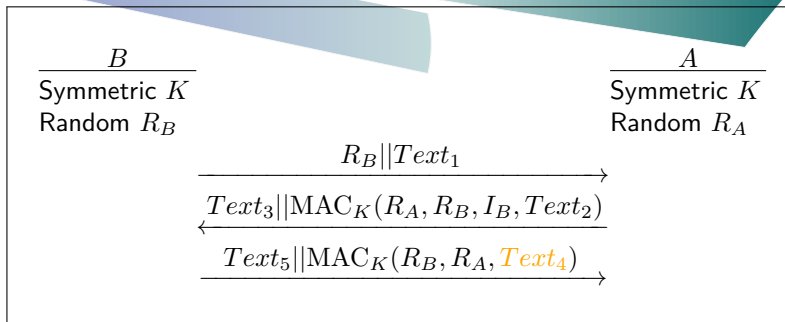 B A
Symmetric K Symmetric K
Random R_B Random R_A
R_B||Text_1
Text_3||MAC_K(R_A, R_B, I_B, Text_2)
Text_5||MAC_K(R_B, R_A, Text_4)